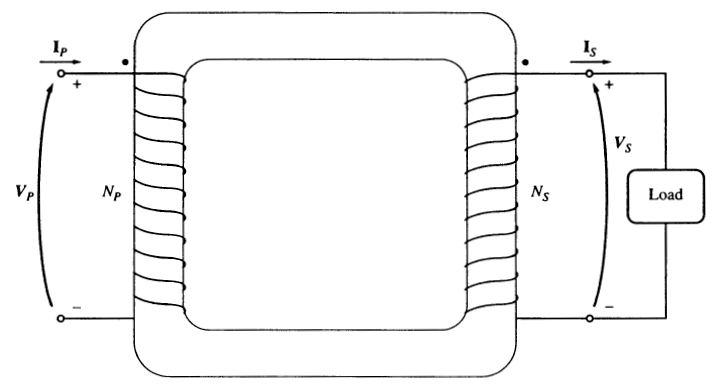 I_P
I_S
+
+
V_S
V_P
N_P
N_S
Load
−
−